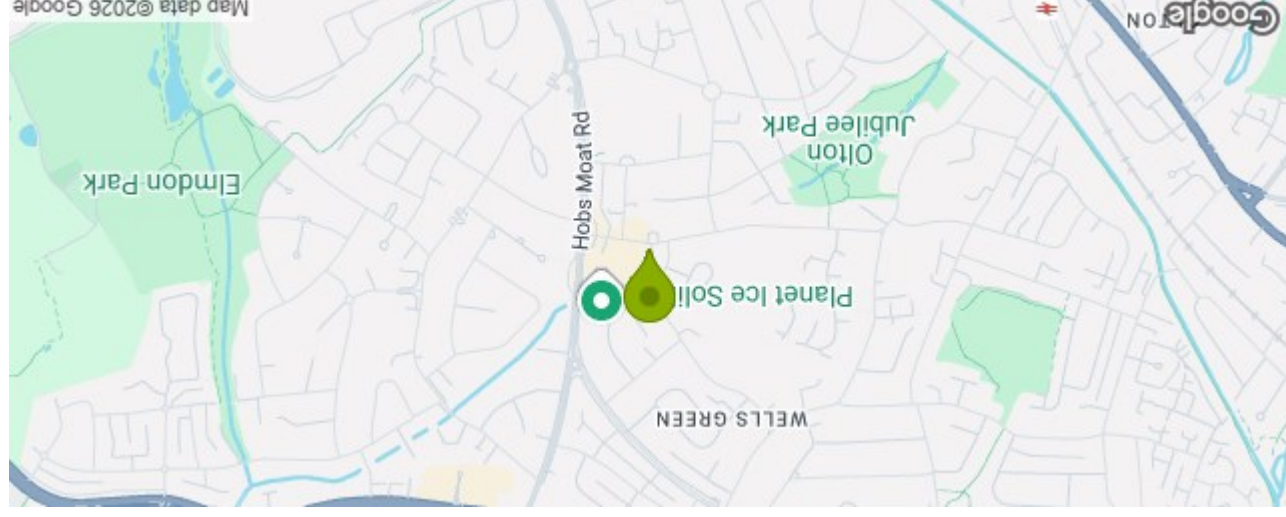 WELLS GREEN
Planet Ice Soli
Elmdon Park
Hobs Moat Rd
Olton
Jubilee Park
Google
Map data ©2026 Google